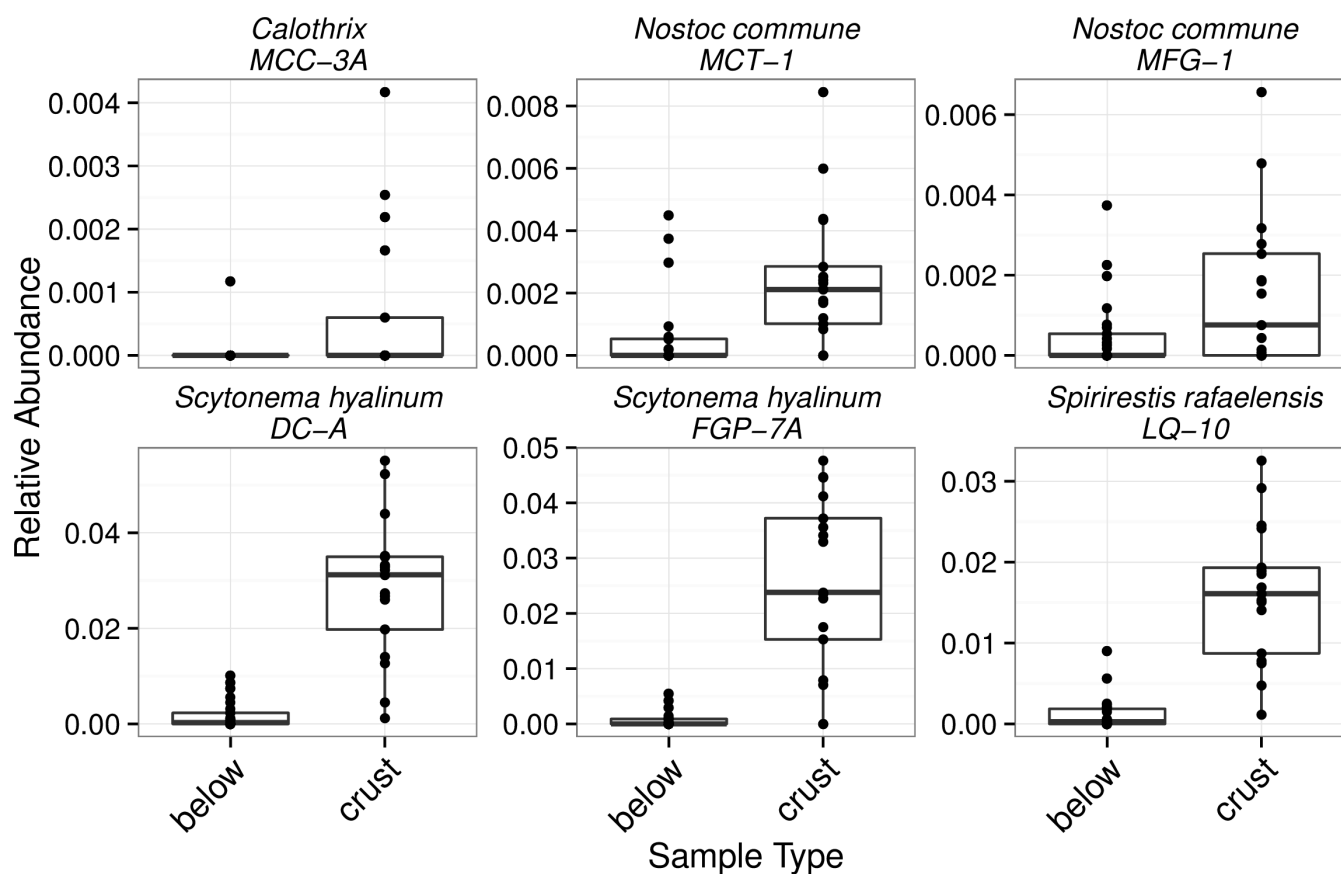 Calothrix
MCC−3A
Nostoc commune
MCT−1
Nostoc commune
MFG−1
0.004
0.003
0.002
0.001
0.000
0.008
0.006
0.004
0.002
0.000
0.006
0.004
0.002
0.000
Relative Abundance
Scytonema hyalinum
DC−A
Scytonema hyalinum
FGP−7A
Spirirestis rafaelensis
LQ−10
0.04
0.02
0.00
0.05
0.04
0.03
0.02
0.01
0.00
0.03
0.02
0.01
0.00
below
crust
below
crust
below
crust
Sample Type